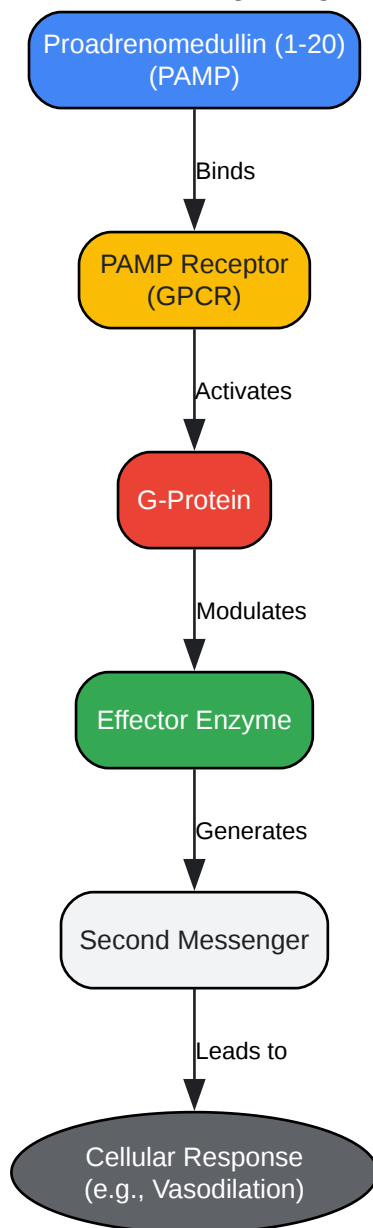 Proadrenomedullin (1-20)
(PAMP)
Binds
PAMP Receptor
(GPCR)
Activates
G-Protein
Modulates
Effector Enzyme
Generates
Second Messenger
Leads to
Cellular Response
(e.g., Vasodilation)